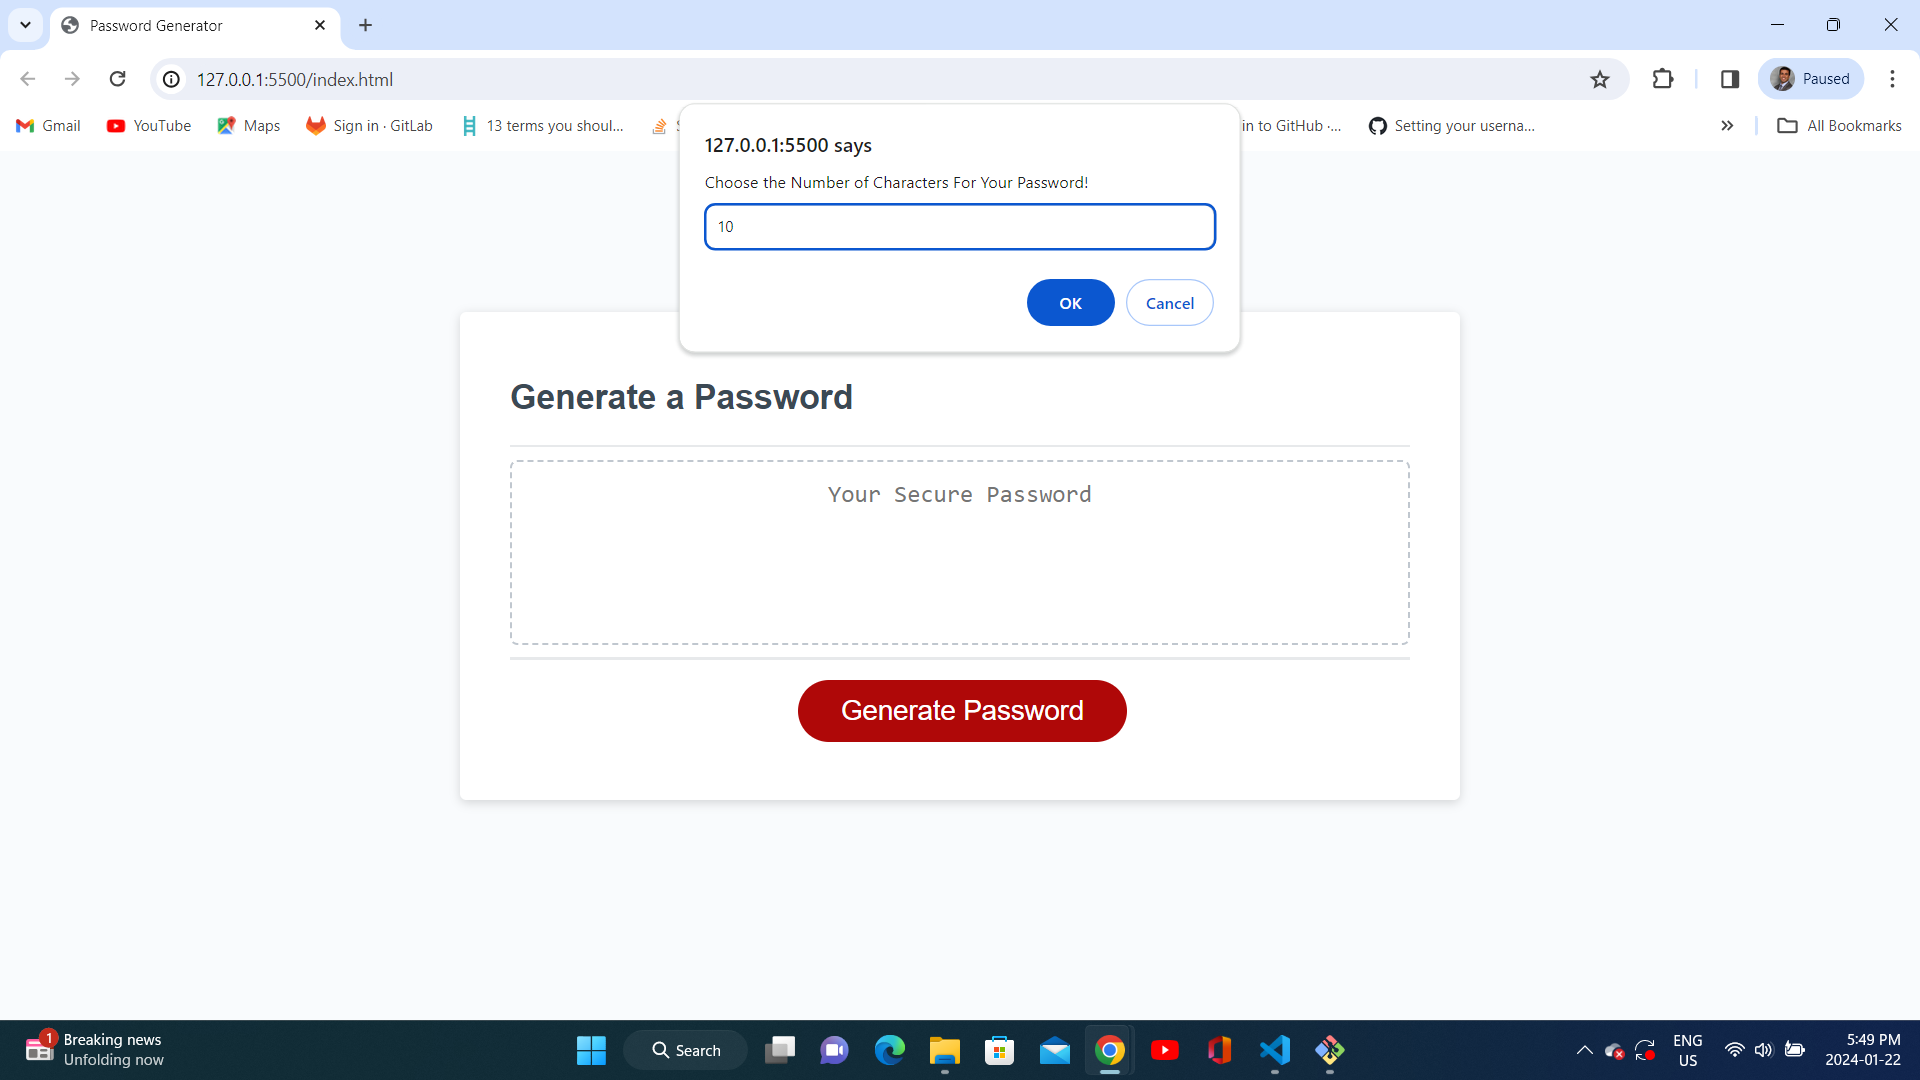 Password Generator
127.0.0.1:5500/index.html
Paused
Gmail YouTube Maps Sign in · GitLab 13 terms you shoul... in to GitHub ·... Setting your userna... All Bookmarks
127.0.0.1:5500 says
Choose the Number of Characters For Your Password!
10
OK Cancel
Generate a Password
Your Secure Password
Generate Password
1
Breaking news
Unfolding now
Search
ENG
US
5:49 PM
2024-01-22